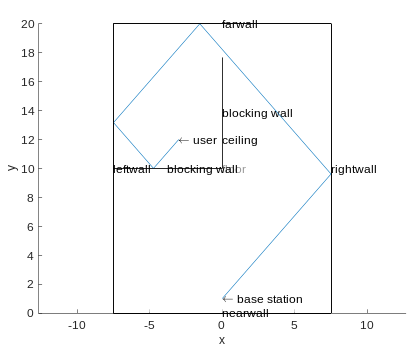 20
farwall
18
16
14
blocking wall
12
← user ceiling
10
leftwall
blocking wall
rightwall
8
6
4
2
← base station
0
nearwall
-10
-5
0
5
10
x
y